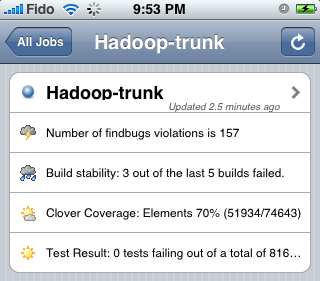 Fido 9:53 PM
All Jobs Hadoop-trunk
Hadoop-trunk
Updated 2.5 minutes ago
Number of findbugs violations is 157
Build stability: 3 out of the last 5 builds failed.
Clover Coverage: Elements 70% (51934/74643)
Test Result: 0 tests failing out of a total of 816…